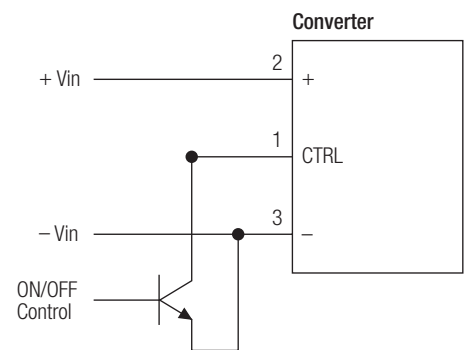 Converter
2
+ Vin
+
1
CTRL
3
– Vin
–
ON/OFF
Control